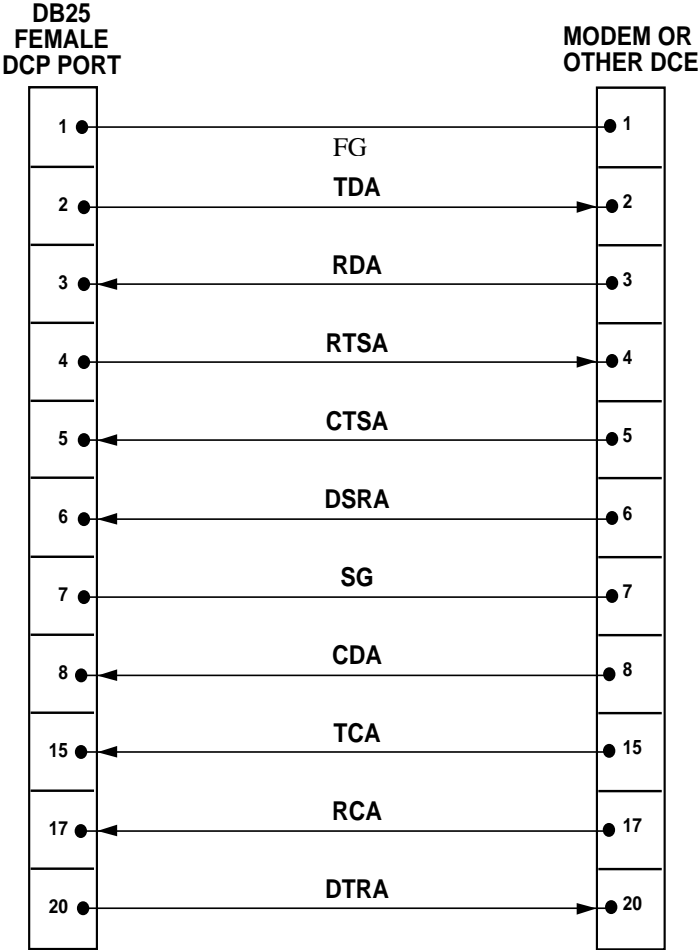 DB25
FEMALE
DCP PORT
MODEM OR
OTHER DCE
1 FG 1
2 TDA 2
3 RDA 3
4 RTSA 4
5 CTSA 5
6 DSRA 6
7 SG 7
8 CDA 8
15 TCA 15
17 RCA 17
20 DTRA 20